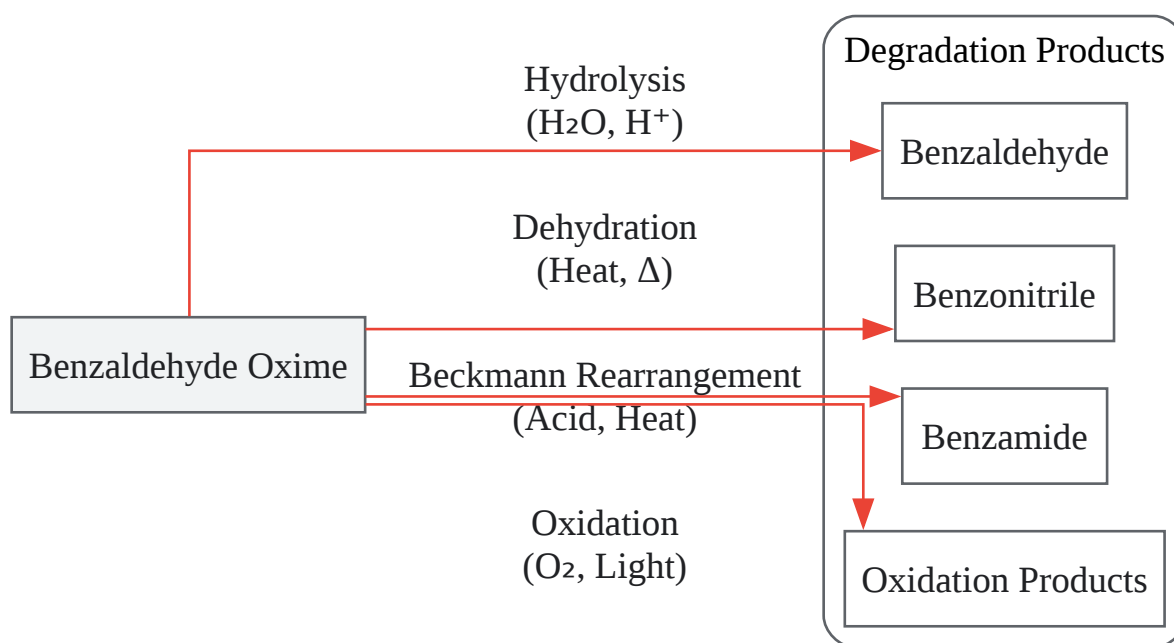 Degradation Products
Hydrolysis
(H₂O, H⁺)
Benzaldehyde
Dehydration
(Heat, Δ)
Benzonitrile
Benzaldehyde Oxime
Beckmann Rearrangement
(Acid, Heat)
Benzamide
Oxidation
(O₂, Light)
Oxidation Products